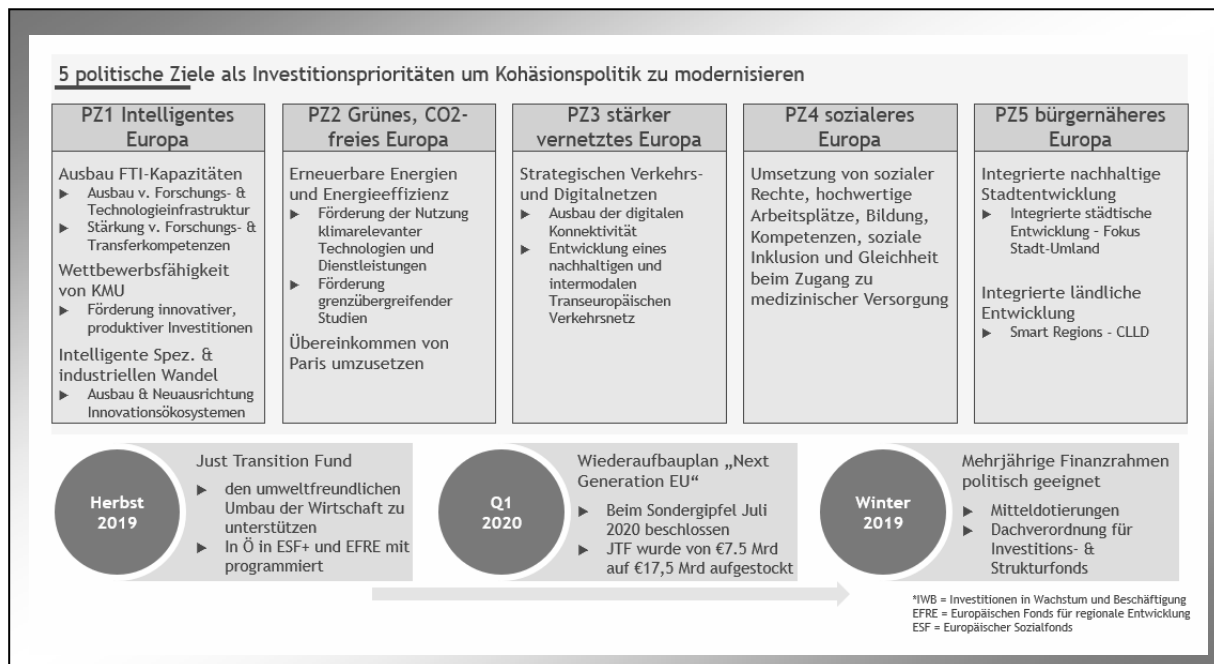 5 politische Ziele als Investitionsprioritäten um Kohäsionspolitik zu modernisieren
PZ1 Intelligentes
Europa
Ausbau FTI-Kapazitäten
► Ausbau v. Forschungs- &
Technologieinfrastruktur
► Stärkung v. Forschungs- &
Transferkompetenzen
Wettbewerbsfähigkeit
von KMU
► Förderung innovativer,
produktiver Investitionen
Intelligente Spez. &
industriellen Wandel
► Ausbau & Neuausrichtung
Innovationsökosystemen
PZ2 Grünes, CO2-
freies Europa
Erneuerbare Energien
und Energieeffizienz
► Förderung der Nutzung
klimarelevanter
Technologien und
Dienstleistungen
► Förderung
grenzübergreifender
Studien
Übereinkommen von
Paris umzusetzen
PZ3 stärker
vernetztes Europa
Strategischen Verkehrs-
und Digitalnetzen
► Ausbau der digitalen
Konnektivität
► Entwicklung eines
nachhaltigen und
intermodalen
Transeuropäischen
Verkehrsnetz
PZ4 sozialeres
Europa
Umsetzung von sozialer
Rechte, hochwertige
Arbeitsplätze, Bildung,
Kompetenzen, soziale
Inklusion und Gleichheit
beim Zugang zu
medizinischer Versorgung
PZ5 bürgernäheres
Europa
Integrierte nachhaltige
Stadtentwicklung
► Integrierte städtische
Entwicklung – Fokus
Stadt-Umland
Integrierte ländliche
Entwicklung
► Smart Regions - CLLD
Herbst
2019
Just Transition Fund
► den umweltfreundlichen
Umbau der Wirtschaft zu
unterstützen
► In Ö in ESF+ und EFRE mit
programmiert
Q1
2020
Wiederaufbauplan „Next
Generation EU“
► Beim Sondergipfel Juli
2020 beschlossen
► JTF wurde von €7.5 Mrd
auf €17,5 Mrd aufgestockt
Winter
2019
Mehrjährige Finanzrahmen
politisch geeignet
► Mitteldotierungen
► Dachverordnung für
Investitions- &
Strukturfonds
*IWB = Investitionen in Wachstum und Beschäftigung
EFRE = Europäischen Fonds für regionale Entwicklung
ESF = Europäischer Sozialfonds